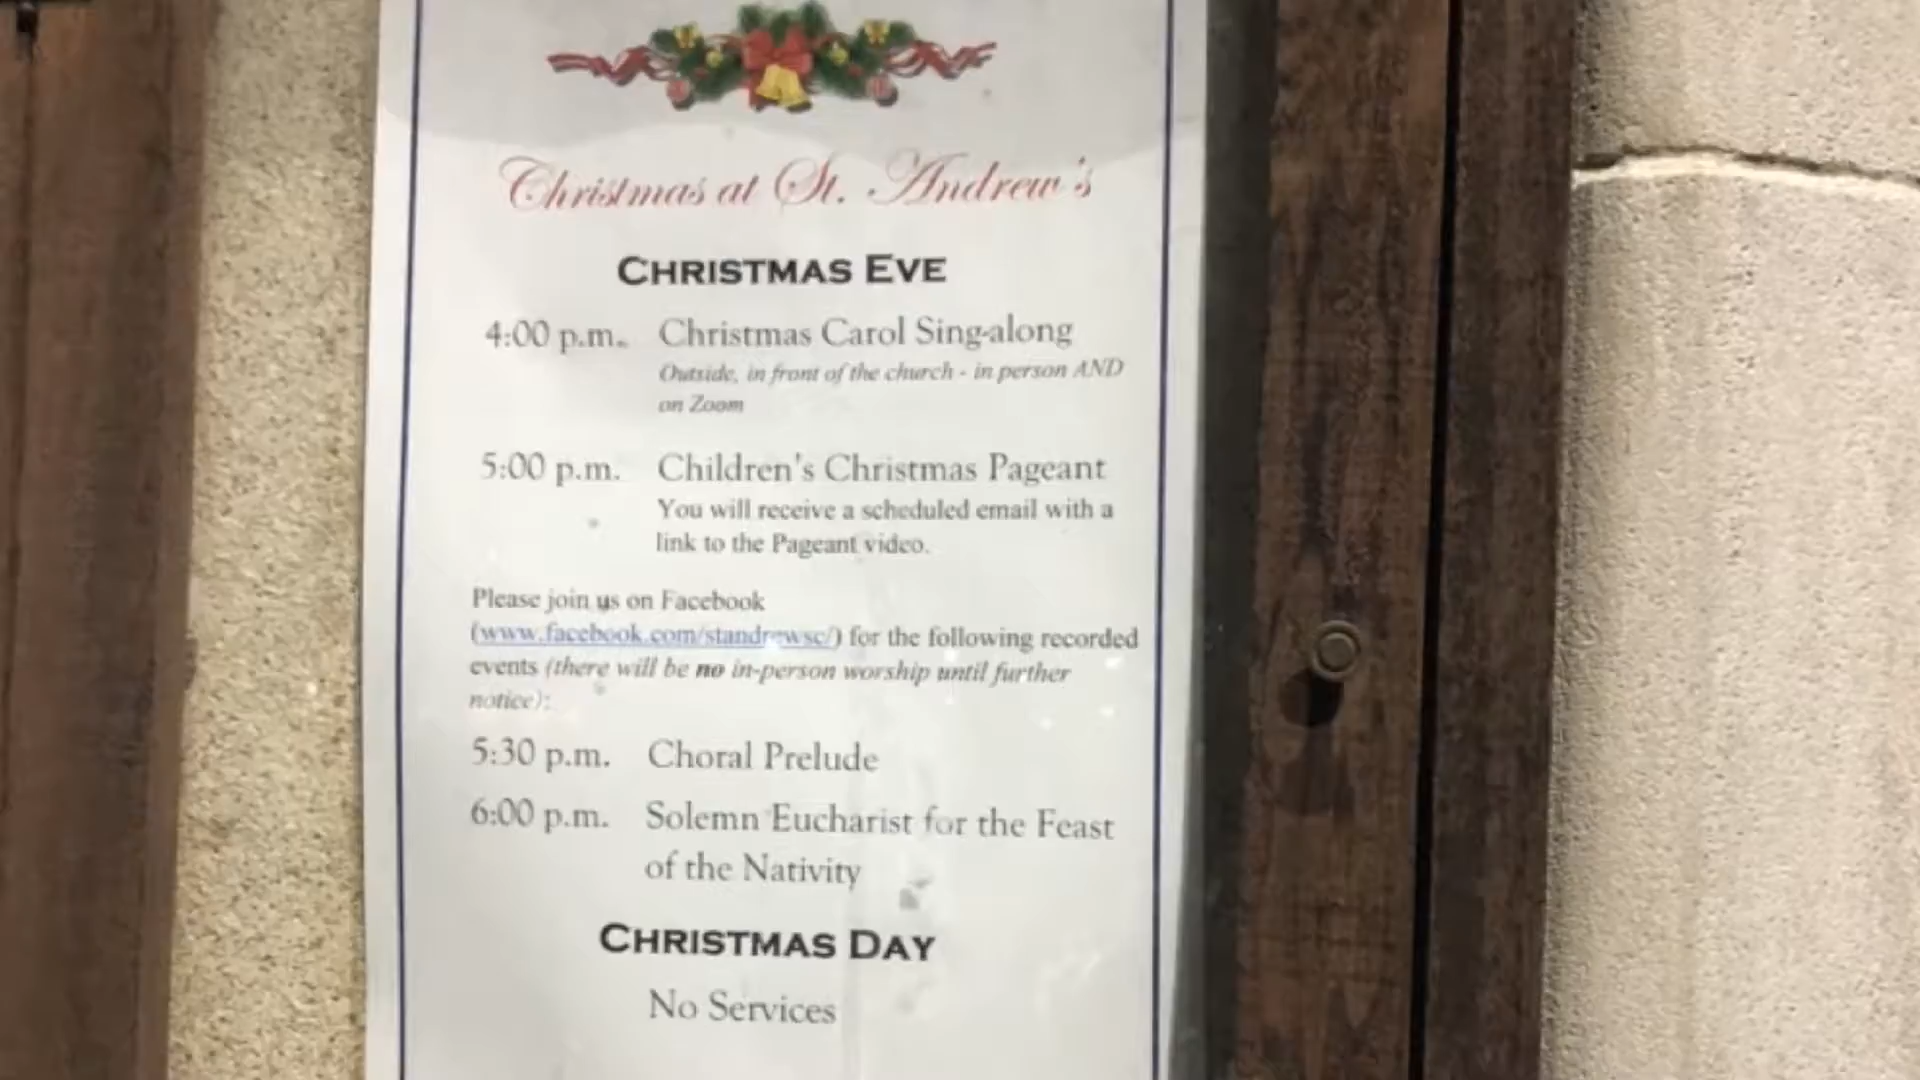 Christmas at St. Andrew's
CHRISTMAS EVE
4:00 p.m. Christmas Carol Sing-along
Outside, in front of the church - in person AND
on Zoom
5:00 p.m. Children's Christmas Pageant
You will receive a scheduled email with a
link to the Pageant video.
Please join us on Facebook
(www.facebook.com/standrewsc/) for the following recorded
events (there will be no in-person worship until further
notice):
5:30 p.m. Choral Prelude
6:00 p.m. Solemn Eucharist for the Feast
of the Nativity
CHRISTMAS DAY
No Services